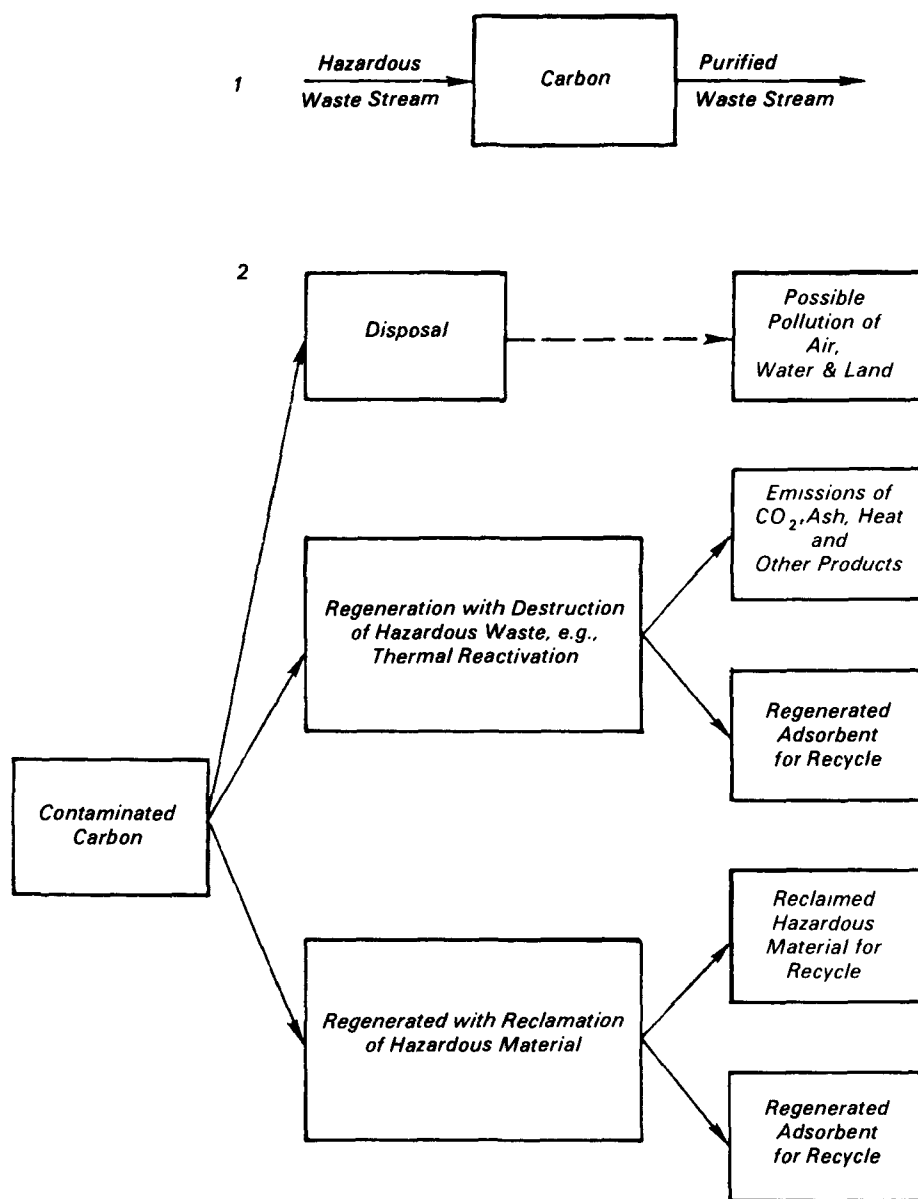 1
Hazardous
Waste Stream
Carbon
Purified
Waste Stream
2
Disposal
Possible
Pollution of
Air,
Water & Land
Emissions of
CO₂, Ash, Heat
and
Other Products
Regeneration with Destruction
of Hazardous Waste, e.g.,
Thermal Reactivation
Regenerated
Adsorbent
for Recycle
Contaminated
Carbon
Reclaimed
Hazardous
Material for
Recycle
Regenerated with Reclamation
of Hazardous Material
Regenerated
Adsorbent
for Recycle